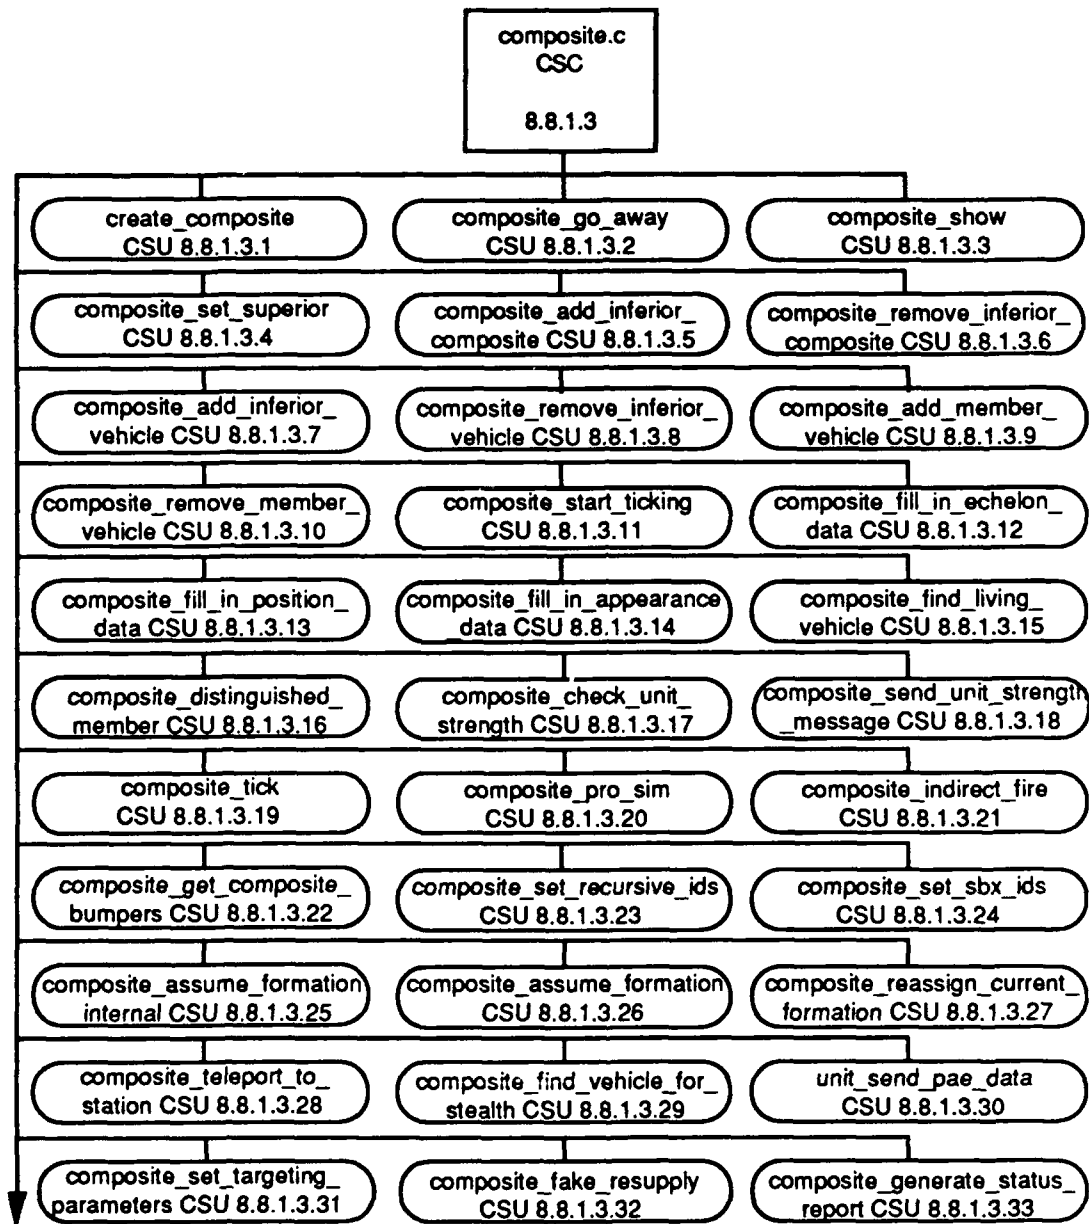 composite.c
CSC
8.8.1.3
create_composite
CSU 8.8.1.3.1
composite_go_away
CSU 8.8.1.3.2
composite_show
CSU 8.8.1.3.3
composite_set_superior
CSU 8.8.1.3.4
composite_add_inferior_
composite CSU 8.8.1.3.5
composite_remove_inferior_
composite CSU 8.8.1.3.6
composite_add_inferior_
vehicle CSU 8.8.1.3.7
composite_remove_inferior_
vehicle CSU 8.8.1.3.8
composite_add_member_
vehicle CSU 8.8.1.3.9
composite_remove_member_
vehicle CSU 8.8.1.3.10
composite_start_ticking
CSU 8.8.1.3.11
composite_fill_in_echelon_
data CSU 8.8.1.3.12
composite_fill_in_position_
data CSU 8.8.1.3.13
composite_fill_in_appearance
data CSU 8.8.1.3.14
composite_find_living_
vehicle CSU 8.8.1.3.15
composite_distinguished_
member CSU 8.8.1.3.16
composite_check_unit_
strength CSU 8.8.1.3.17
composite_send_unit_strength
_message CSU 8.8.1.3.18
composite_tick
CSU 8.8.1.3.19
composite_pro_sim
CSU 8.8.1.3.20
composite_indirect_fire
CSU 8.8.1.3.21
composite_get_composite_
bumpers CSU 8.8.1.3.22
composite_set_recursive_ids
CSU 8.8.1.3.23
composite_set_sbx_ids
CSU 8.8.1.3.24
composite_assume_formation
internal CSU 8.8.1.3.25
composite_assume_formation
CSU 8.8.1.3.26
composite_reassign_current_
formation CSU 8.8.1.3.27
composite_teleport_to_
station CSU 8.8.1.3.28
composite_find_vehicle_for_
stealth CSU 8.8.1.3.29
unit_send_pae_data
CSU 8.8.1.3.30
composite_set_targeting_
parameters CSU 8.8.1.3.31
composite_fake_resupply
CSU 8.8.1.3.32
composite_generate_status_
report CSU 8.8.1.3.33